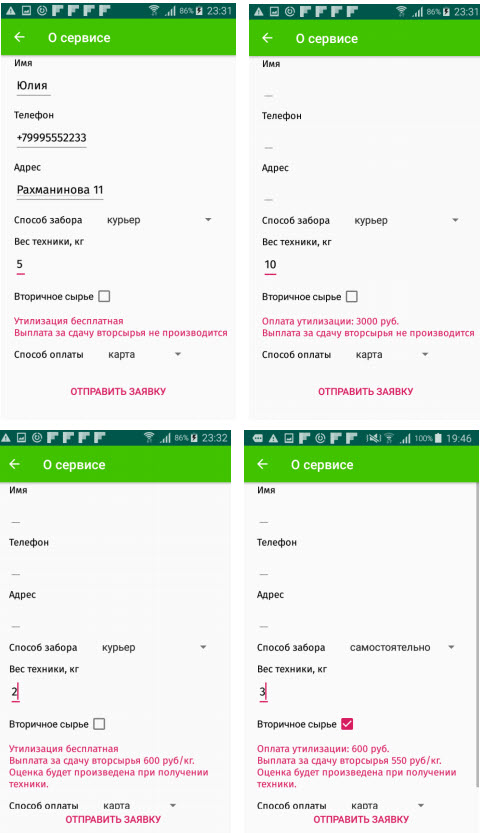 86% 23:31
О сервисе
Имя
Юлия
Телефон
+79995552233
Адрес
Рахманинова 11
Способ забора курьер
Вес техники, кг
5
Вторичное сырье
Утилизация бесплатная
Выплата за сдачу вторсырья не производится
Способ оплаты карта
ОТПРАВИТЬ ЗАЯВКУ
86% 23:31
О сервисе
Имя
Телефон
Адрес
Способ забора курьер
Вес техники, кг
10
Вторичное сырье
Оплата утилизации: 3000 руб.
Выплата за сдачу вторсырья не производится
Способ оплаты карта
ОТПРАВИТЬ ЗАЯВКУ
86% 23:32
О сервисе
Имя
Телефон
Адрес
Способ забора курьер
Вес техники, кг
2
Вторичное сырье
Утилизация бесплатная
Выплата за сдачу вторсырья 600 руб/кг.
Оценка будет произведена при получении
техники.
Способ оплаты карта
ОТПРАВИТЬ ЗАЯВКУ
100% 19:46
О сервисе
Имя
Телефон
Адрес
Способ забора самостоятельно
Вес техники, кг
3
Вторичное сырье
Оплата утилизации: 600 руб.
Выплата за сдачу вторсырья 550 руб/кг.
Оценка будет произведена при получении
техники.
Способ оплаты карта
ОТПРАВИТЬ ЗАЯВКУ